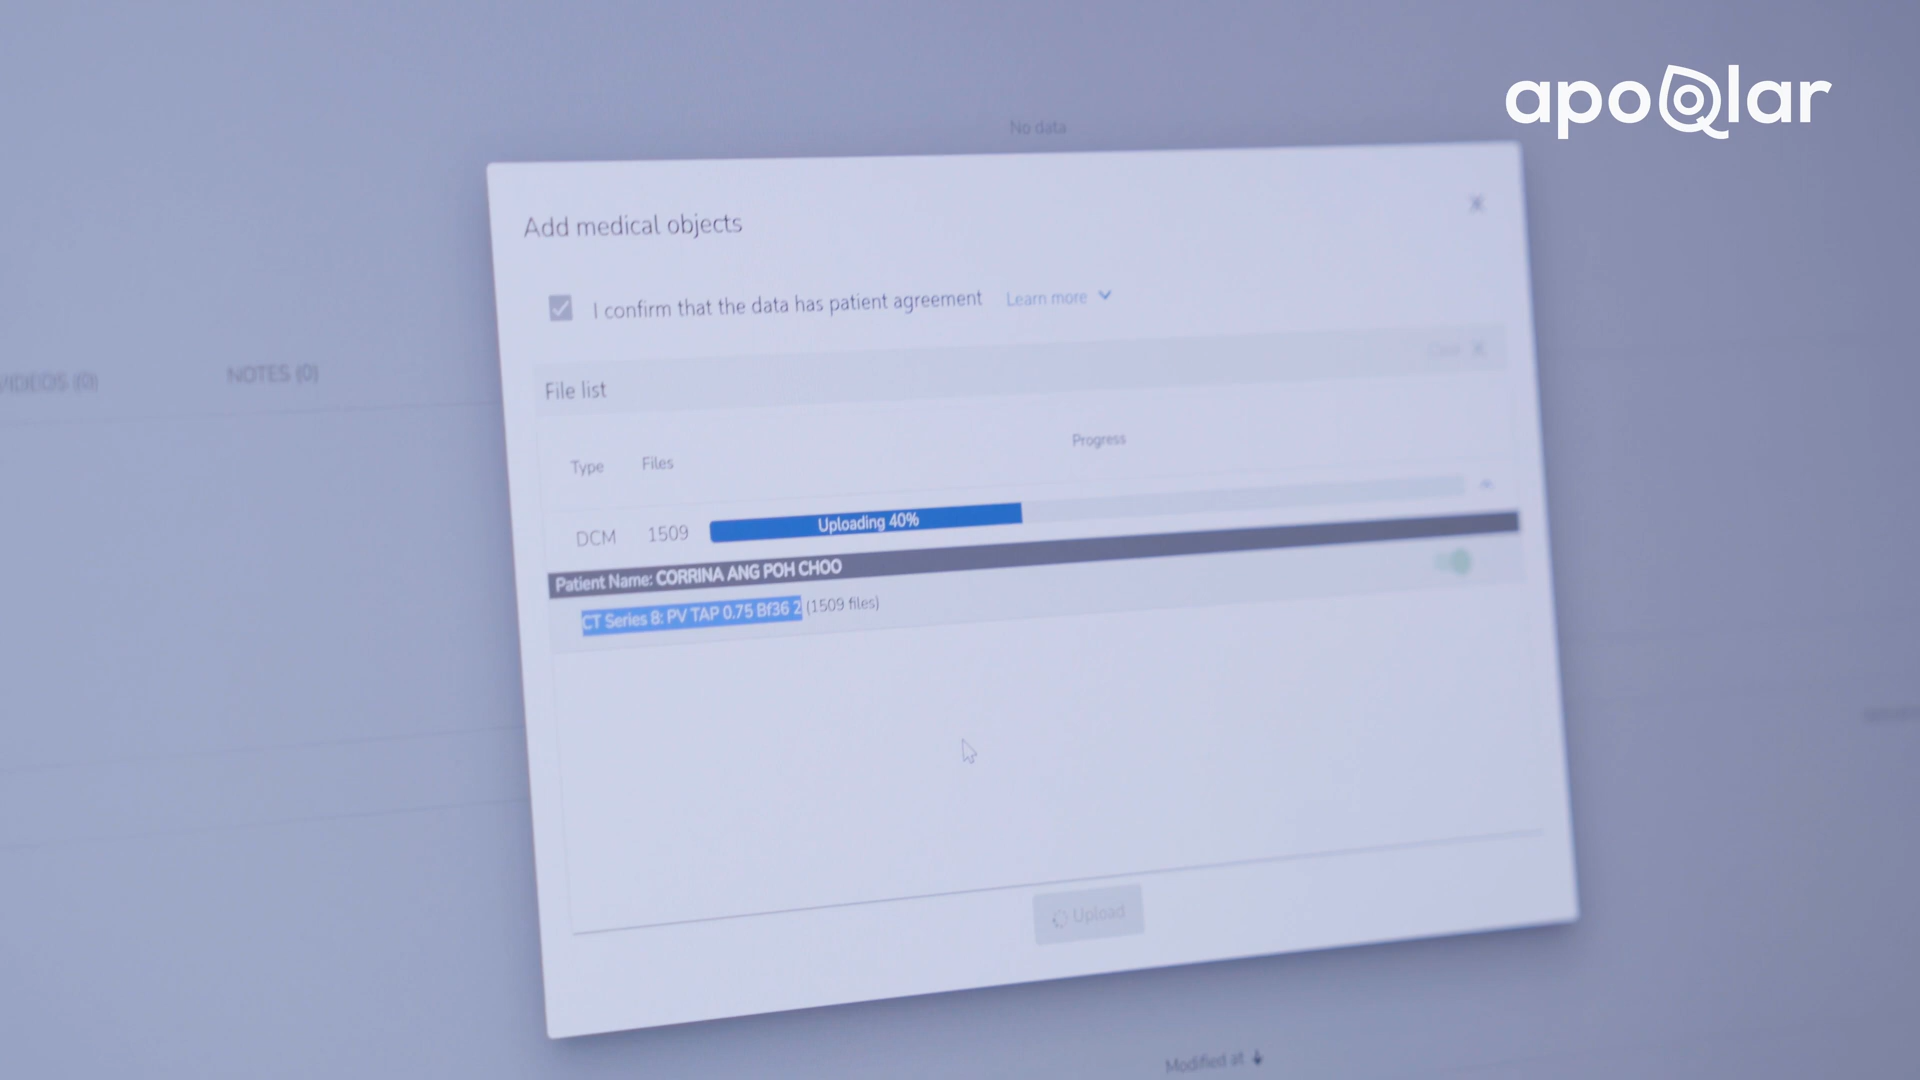 apoQlar
No data
Add medical objects
I confirm that the data has patient agreement Learn more
VIDEOS (0) NOTES (0)
Clear
File list
Progress
Type Files
DCM 1509 Uploading 40%
Patient Name: CORRINA ANG POH CHOO
CT Series 8: PV TAP 0.75 Bf36 2 (1509 files)
Upload
Modified at